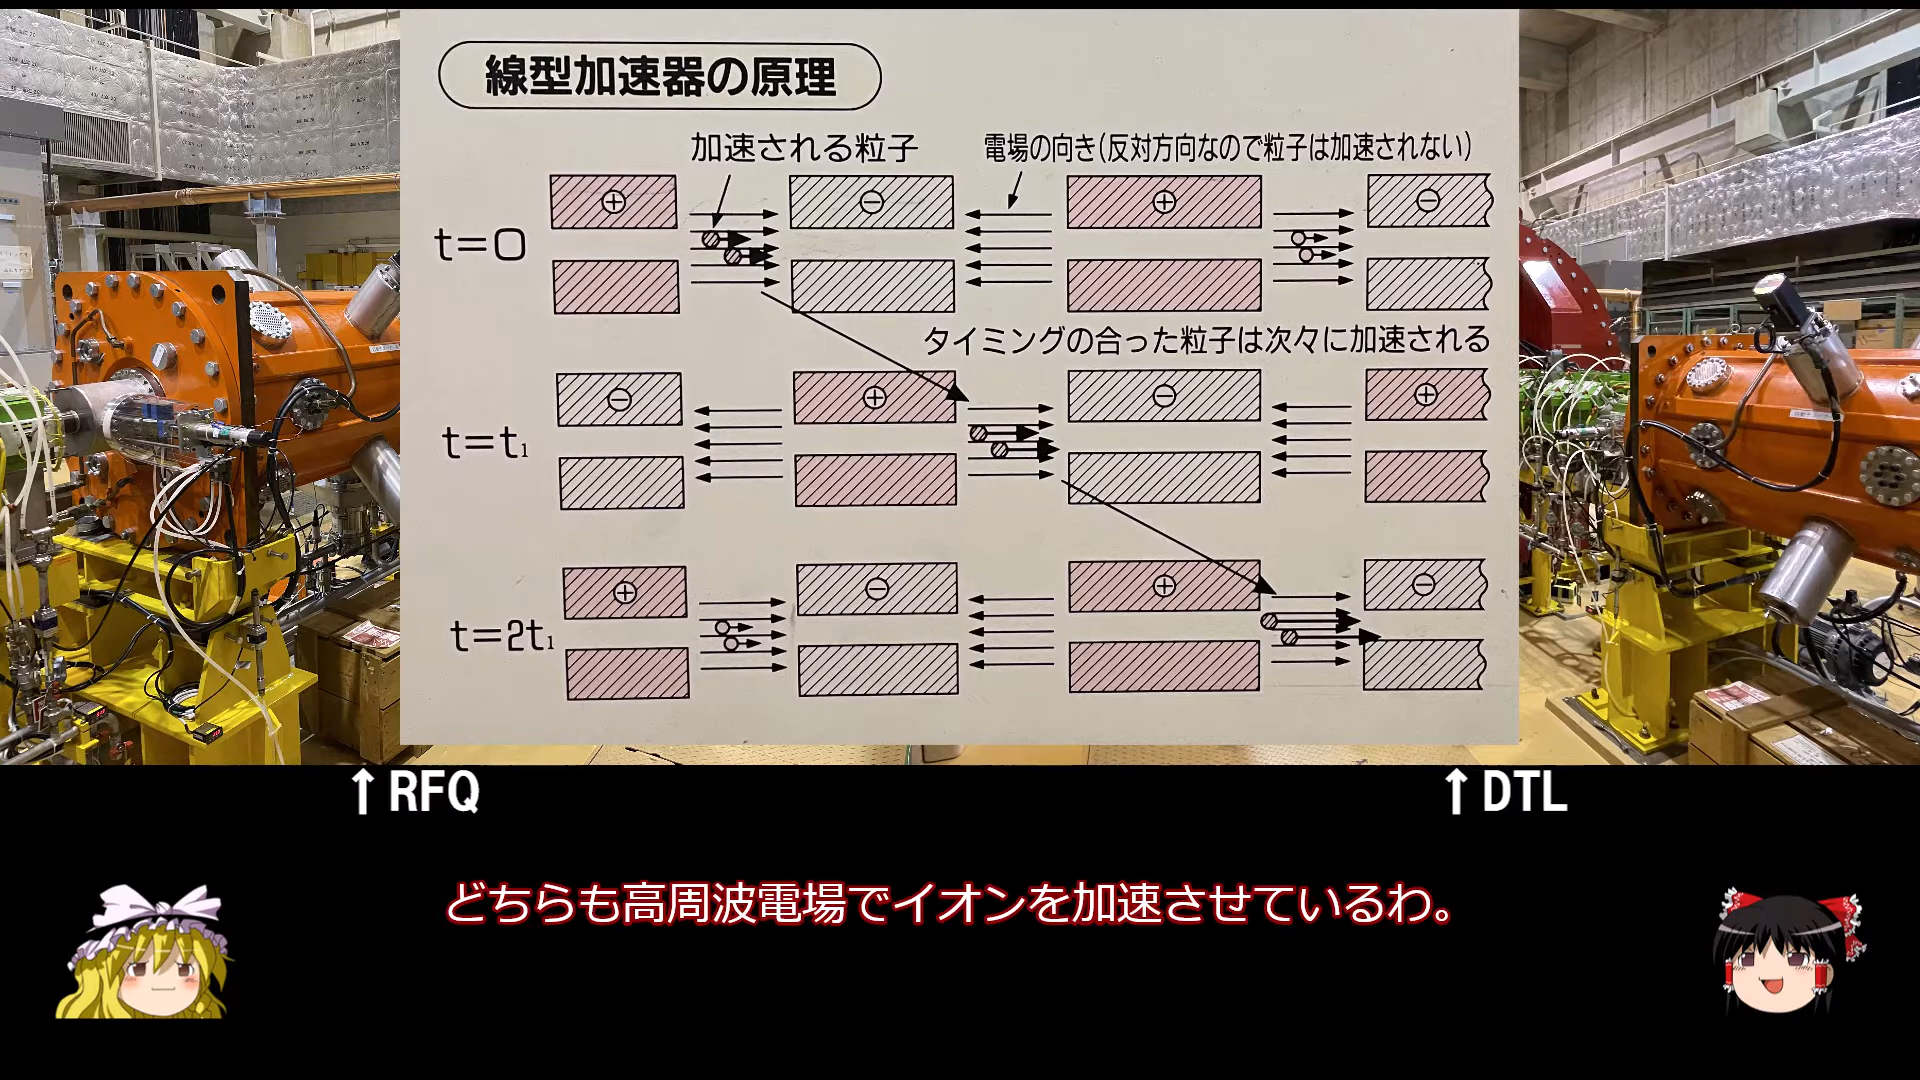 線型加速器の原理
加速される粒子
電場の向き(反対方向なので粒子は加速されない)
⊕ ⊖ ⊕ ⊖
t=0
タイミングの合った粒子は次々に加速される
⊖ ⊕ ⊖ ⊕
t=t₁
⊕ ⊖ ⊕ ⊖
t=2t₁
↑RFQ
↑DTL
どちらも高周波電場でイオンを加速させているわ。